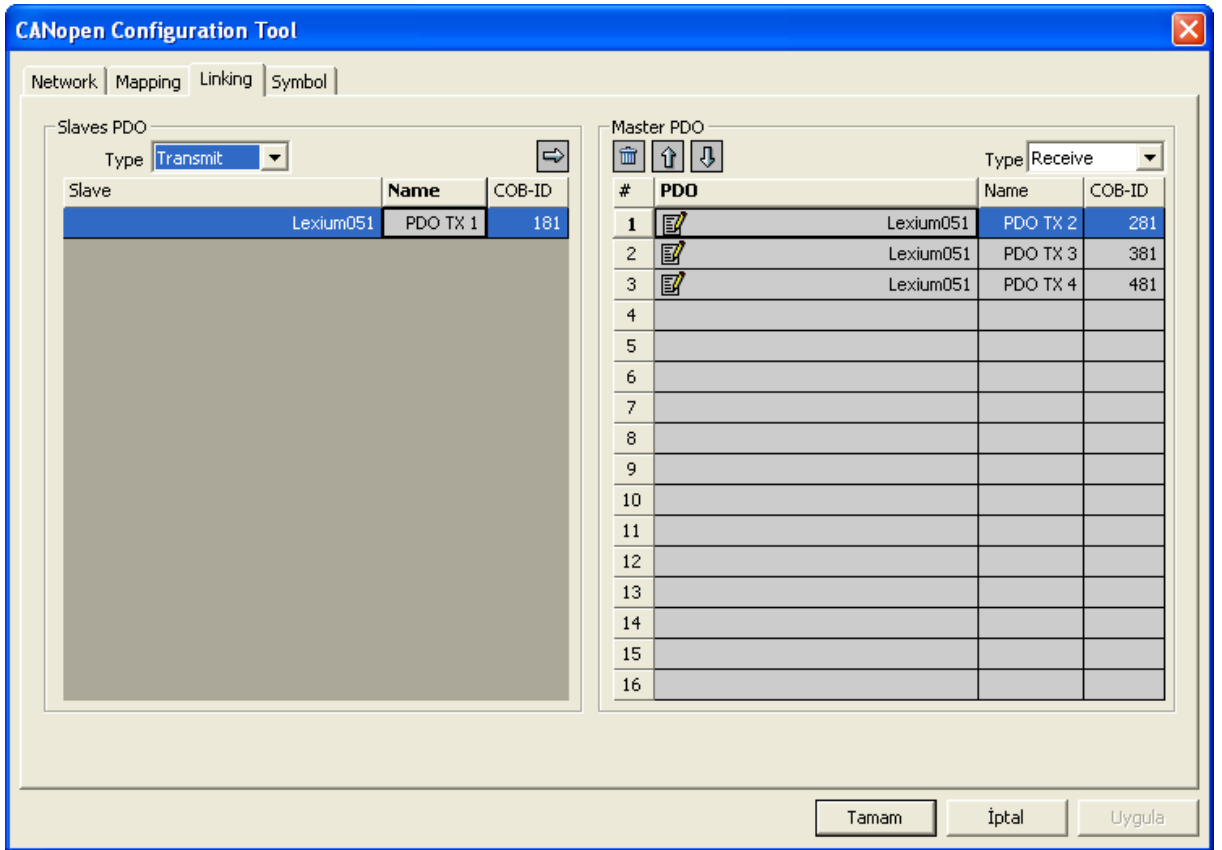 CANopen Configuration Tool
Network Mapping Linking Symbol
Slaves PDO
Type Transmit
Slave Name COB-ID
Lexium051 PDO TX 1 181
Master PDO
Type Receive
# PDO Name COB-ID
1 Lexium051 PDO TX 2 281
2 Lexium051 PDO TX 3 381
3 Lexium051 PDO TX 4 481
4
5
6
7
8
9
10
11
12
13
14
15
16
Tamam İptal Uygula